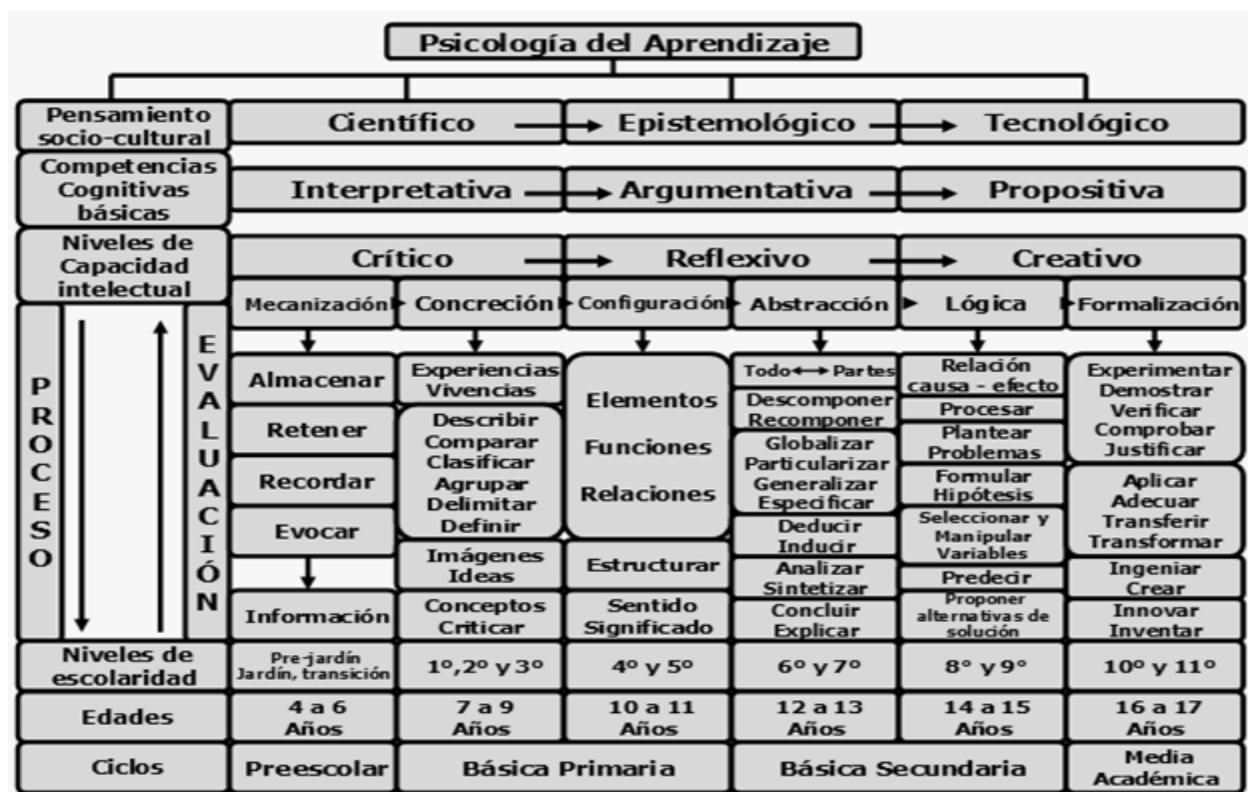 Psicología del Aprendizaje
Pensamiento
socio-cultural
Científico
Epistemológico
Tecnológico
Competencias
Cognitivas
básicas
Interpretativa
Argumentativa
Propositiva
Niveles de
Capacidad
intelectual
Crítico
Reflexivo
Creativo
Mecanización
Concreción
Configuración
Abstracción
Lógica
Formalización
PROCESO
EVALUACIÓN
Almacenar
Retener
Recordar
Evocar
Información
Experiencias
Vivencias
Describir
Comparar
Clasificar
Agrupar
Delimitar
Definir
Imágenes
Ideas
Conceptos
Criticar
Elementos
Funciones
Relaciones
Estructurar
Sentido
Significado
Todo Partes
Descomponer
Recomponer
Globalizar
Particularizar
Generalizar
Especificar
Deducir
Inducir
Analizar
Sintetizar
Concluir
Explicar
Relación
causa - efecto
Procesar
Plantear
Problemas
Formular
Hipótesis
Seleccionar y
Manipular
Variables
Predecir
Proponer
alternativas de
solución
Experimentar
Demostrar
Verificar
Comprobar
Justificar
Aplicar
Adecuar
Transferir
Transformar
Ingeniar
Crear
Innovar
Inventar
Niveles de
escolaridad
Pre-jardín
Jardín, transición
1º,2º y 3º
4º y 5º
6º y 7º
8º y 9º
10º y 11º
Edades
4 a 6
Años
7 a 9
Años
10 a 11
Años
12 a 13
Años
14 a 15
Años
16 a 17
Años
Ciclos
Preescolar
Básica Primaria
Básica Secundaria
Media
Académica